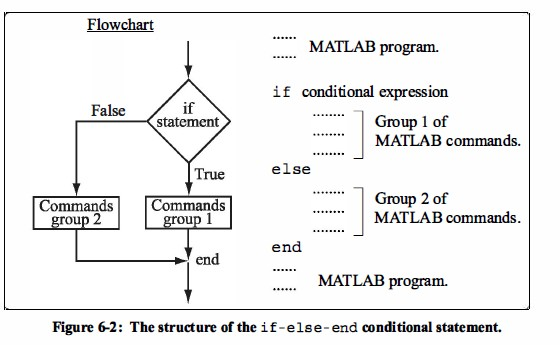 Flowchart
if
statement
False
True
Commands
group 2
Commands
group 1
end
......
...... MATLAB program.
if conditional expression
........
........
........
Group 1 of
MATLAB commands.
else
........
........
........
Group 2 of
MATLAB commands.
end
......
...... MATLAB program.
Figure 6-2: The structure of the if-else-end conditional statement.